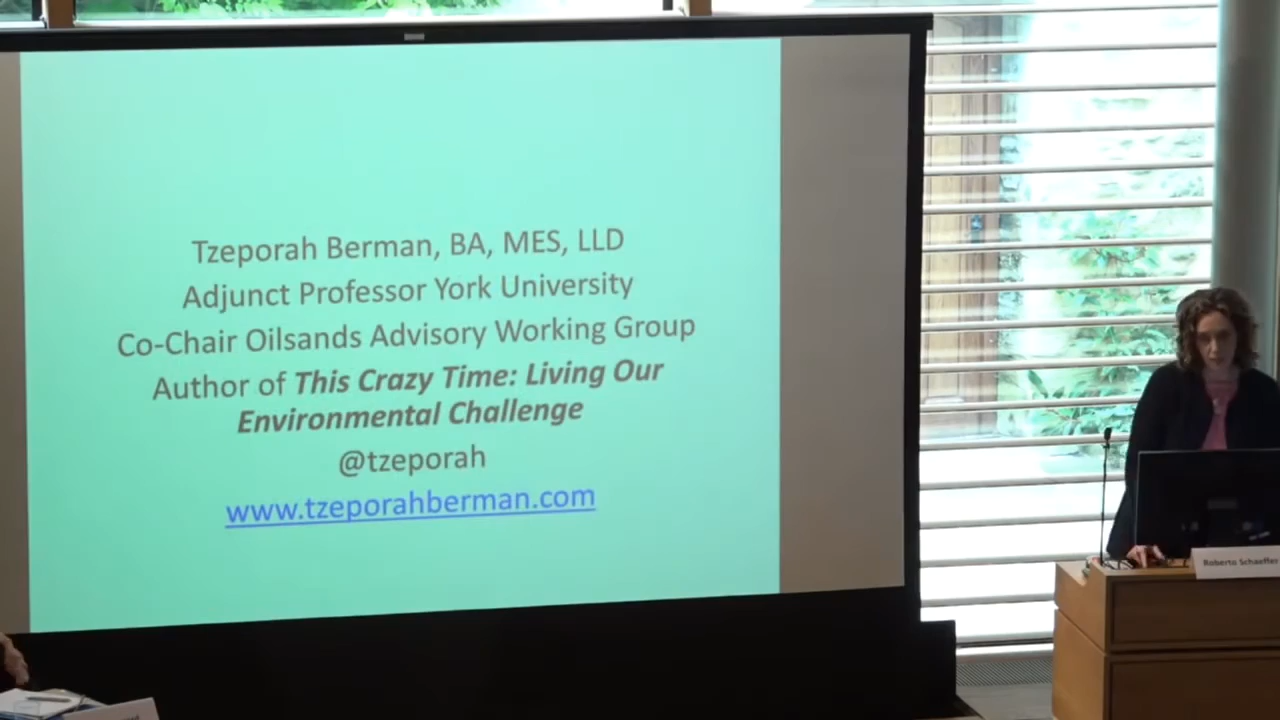 Tzeporah Berman, BA, MES, LLD
Adjunct Professor York University
Co-Chair Oilsands Advisory Working Group
Author of This Crazy Time: Living Our
Environmental Challenge
@tzeporah
www.tzeporahberman.com
Roberto Schaeffer